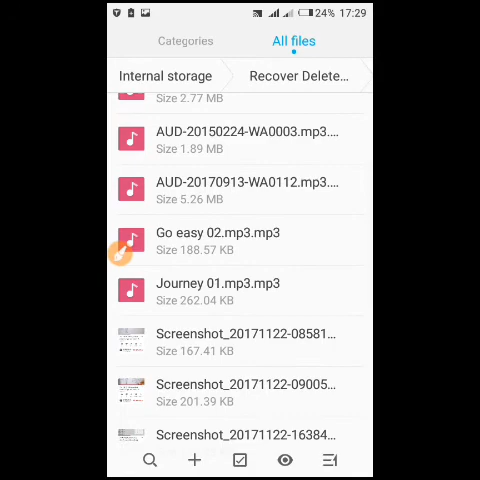 24% 17:29
Categories
All files
Internal storage
Recover Delete...
Size 2.77 MB
AUD-20150224-WA0003.mp3....
Size 1.89 MB
AUD-20170913-WA0112.mp3....
Size 5.26 MB
Go easy 02.mp3.mp3
Size 188.57 KB
Journey 01.mp3.mp3
Size 262.04 KB
Screenshot_20171122-08581...
Size 167.41 KB
Screenshot_20171122-09005...
Size 201.39 KB
Screenshot_20171122-16384...